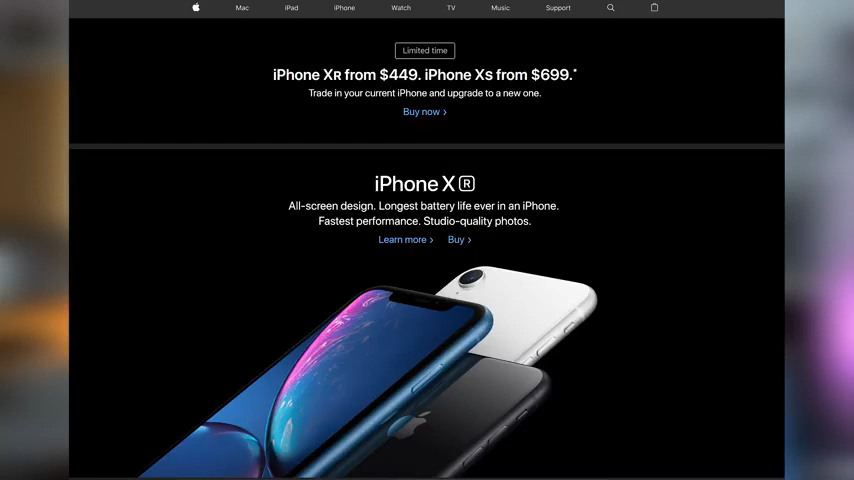 Mac iPad iPhone Watch TV Music Support
Limited time
iPhone XR from $449. iPhone XS from $699.*
Trade in your current iPhone and upgrade to a new one.
Buy now >
iPhone XR
All-screen design. Longest battery life ever in an iPhone.
Fastest performance. Studio-quality photos.
Learn more > Buy >